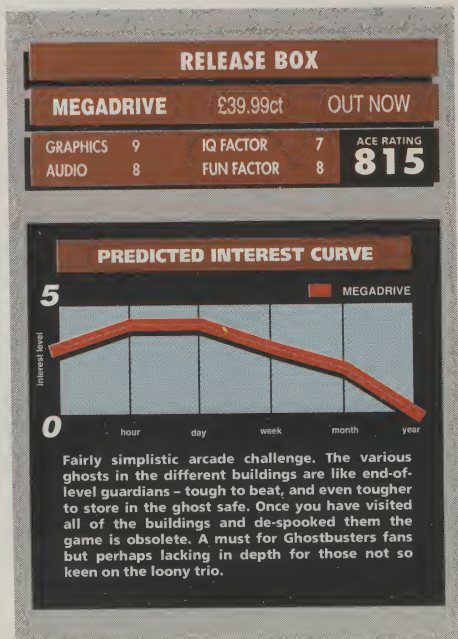 RELEASE BOX
MEGADRIVE £39.99ct OUT NOW
GRAPHICS 9 IQ FACTOR 7 ACE RATING
AUDIO 8 FUN FACTOR 8 815
PREDICTED INTEREST CURVE
5 MEGADRIVE
interest level
0 hour day week month year
Fairly simplistic arcade challenge. The various
ghosts in the different buildings are like end-of-
level guardians – tough to beat, and even tougher
to store in the ghost safe. Once you have visited
all of the buildings and de-spooked them the
game is obsolete. A must for Ghostbusters fans
but perhaps lacking in depth for those not so
keen on the loony trio.